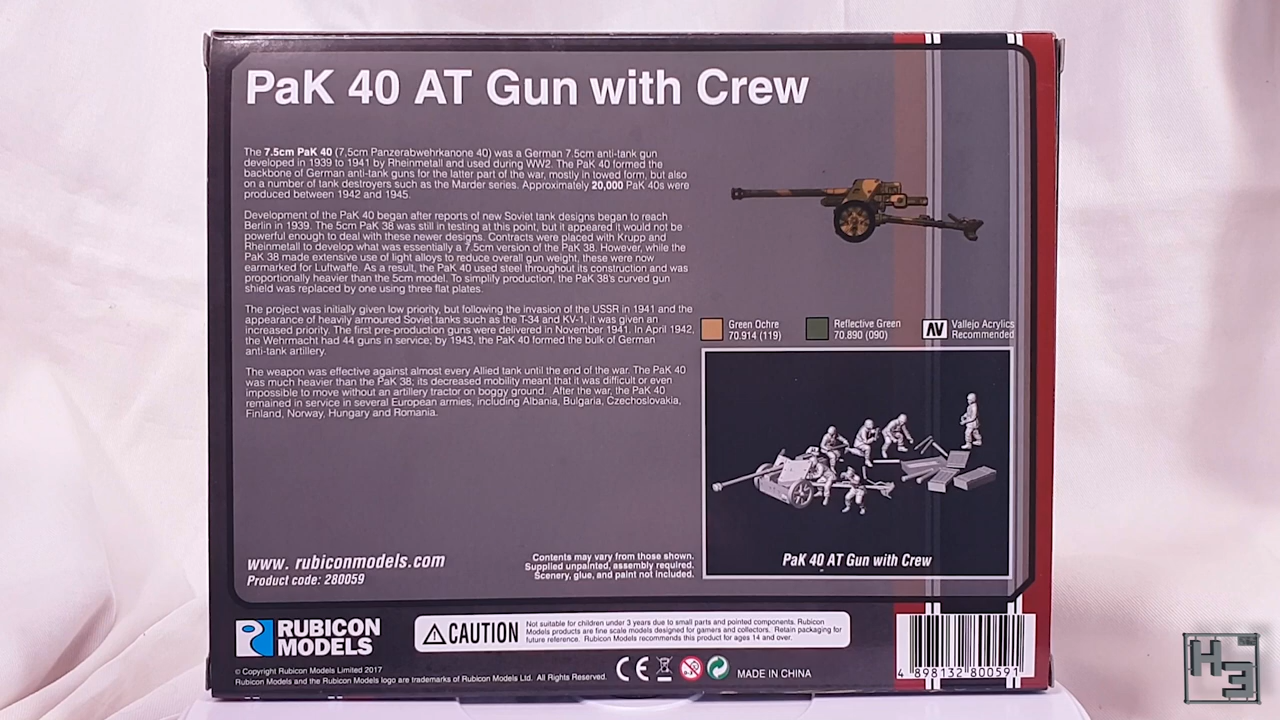 PaK 40 AT Gun with Crew
The 7.5cm PaK 40 (7,5cm Panzerabwehrkanone 40) was a German 7.5cm anti-tank gun
developed in 1939 to 1941 by Rheinmetall and used during WW2. The PaK 40 formed the
backbone of German anti-tank guns for the latter part of the war, mostly in towed form, but also
on a number of tank destroyers such as the Marder series. Approximately 20,000 PaK 40s were
produced between 1942 and 1945.
Development of the PaK 40 began after reports of new Soviet tank designs began to reach
Berlin in 1939. The 5cm PaK 38 was still in testing at this point, but it appeared it would not be
powerful enough to deal with these newer designs. Contracts were placed with Krupp and
Rheinmetall to develop what was essentially a 7.5cm version of the PaK 38. However, while the
PaK 38 made extensive use of light alloys to reduce overall gun weight, these were now
earmarked for Luftwaffe. As a result, the PaK 40 used steel throughout its construction and was
proportionally heavier than the 5cm model. To simplify production, the PaK 38's curved gun
shield was replaced by one using three flat plates.
The project was initially given low priority, but following the invasion of the USSR in 1941 and the
appearance of heavily armoured Soviet tanks such as the T-34 and KV-1, it was given an
increased priority. The first pre-production guns were delivered in November 1941. In April 1942,
the Wehrmacht had 44 guns in service; by 1943, the PaK 40 formed the bulk of German
anti-tank artillery.
The weapon was effective against almost every Allied tank until the end of the war. The PaK 40
was much heavier than the PaK 38; its decreased mobility meant that it was difficult or even
impossible to move without an artillery tractor on boggy ground. After the war, the PaK 40
remained in service in several European armies, including Albania, Bulgaria, Czechoslovakia,
Finland, Norway, Hungary and Romania.
Green Ochre
70.914 (119)
Reflective Green
70.890 (090)
AV
Vallejo Acrylics
Recommended
PaK 40 AT Gun with Crew
www. rubiconmodels.com
Product code: 280059
Contents may vary from those shown.
Supplied unpainted, assembly required.
Scenery, glue, and paint not included.
RUBICON
MODELS
CAUTION
Not suitable for children under 3 years due to small parts and pointed components. Rubicon
Models products are fine scale models designed for gamers and collectors. Retain packaging for
future reference. Rubicon Models recommends this product for ages 14 and over.
© Copyright Rubicon Models Limited 2017
Rubicon Models and the Rubicon Models logo are trademarks of Rubicon Models Ltd. All Rights Reserved.
CE
0-3
MADE IN CHINA
4 898132 800591
H3